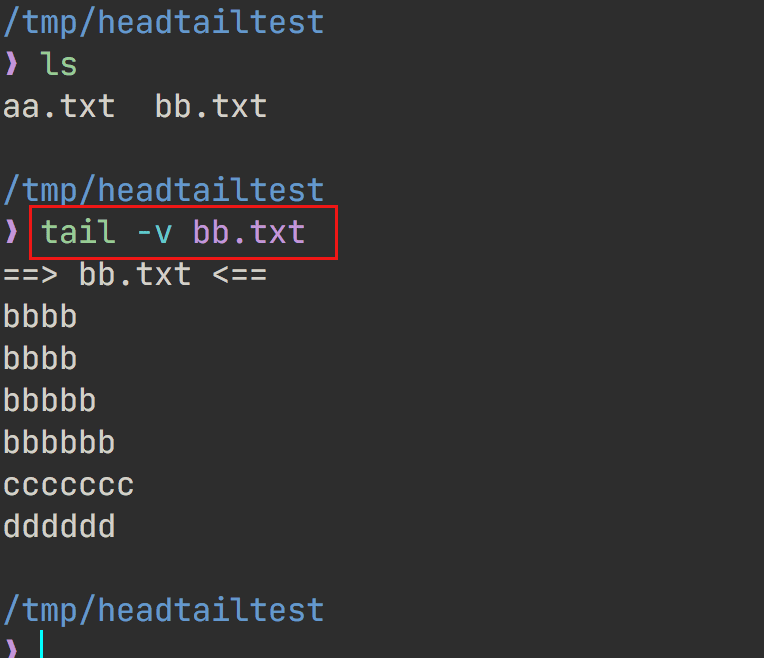 /tmp/headtailtest
❯ ls
aa.txt  bb.txt
/tmp/headtailtest
❯ tail -v bb.txt
==> bb.txt <==
bbbb
bbbb
bbbbb
bbbbbb
ccccccc
dddddd
/tmp/headtailtest
❯